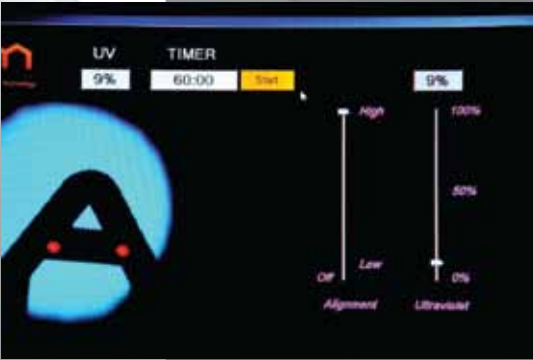 UV
TIMER
9%
60:00
Start
9%
High
100%
50%
Low
Off
0%
Alignment
Ultraviolet